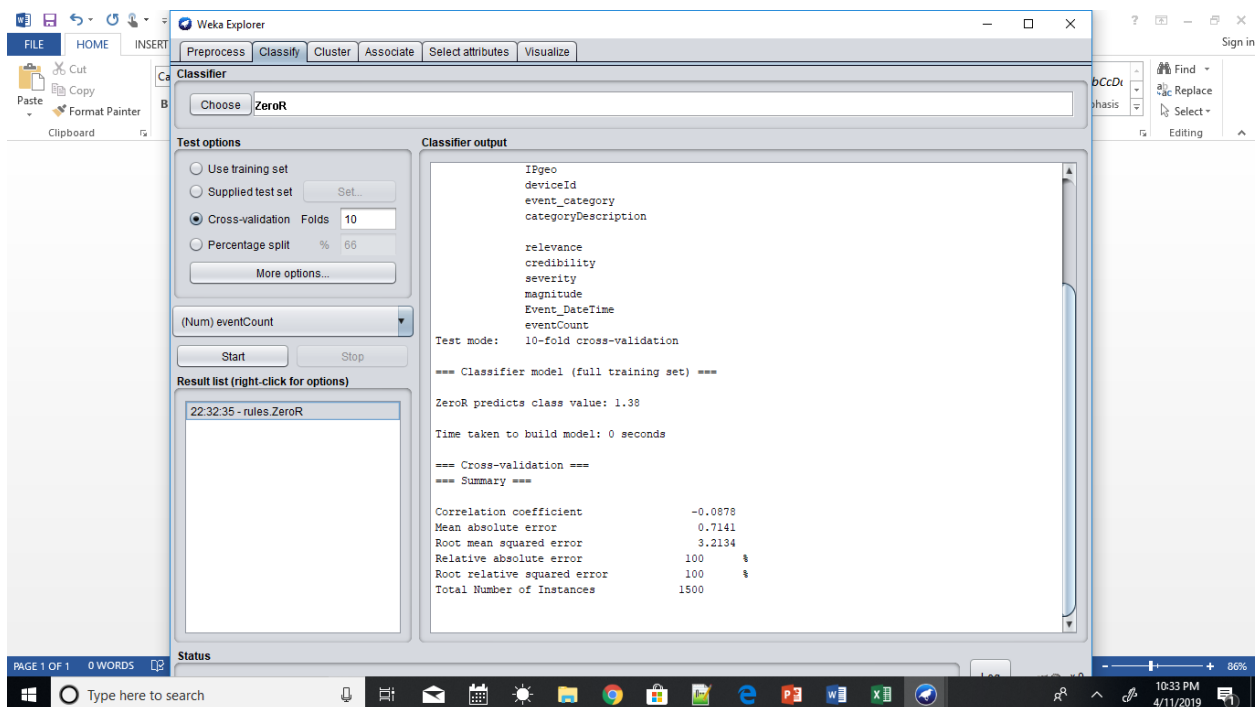 Weka Explorer
FILE HOME INSERT
Sign in
Preprocess Classify Cluster Associate Select attributes Visualize
Cut
Copy
Format Painter
Paste
Clipboard
Ca
B
Find
Replace
Select
Editing
bCcDc
phasis
Classifier
Choose ZeroR
Test options
Use training set
Supplied test set Set...
Cross-validation Folds 10
Percentage split % 66
More options...
(Num) eventCount
Start Stop
Result list (right-click for options)
22:32:35 - rules.ZeroR
Classifier output
IPgeo
deviceId
event_category
categoryDescription
relevance
credibility
severity
magnitude
Event_DateTime
eventCount
Test mode: 10-fold cross-validation
=== Classifier model (full training set) ===
ZeroR predicts class value: 1.38
Time taken to build model: 0 seconds
=== Cross-validation ===
=== Summary ===
Correlation coefficient -0.0878
Mean absolute error 0.7141
Root mean squared error 3.2134
Relative absolute error 100 %
Root relative squared error 100 %
Total Number of Instances 1500
Status
PAGE 1 OF 1 0 WORDS
86%
Type here to search
10:33 PM
4/11/2019